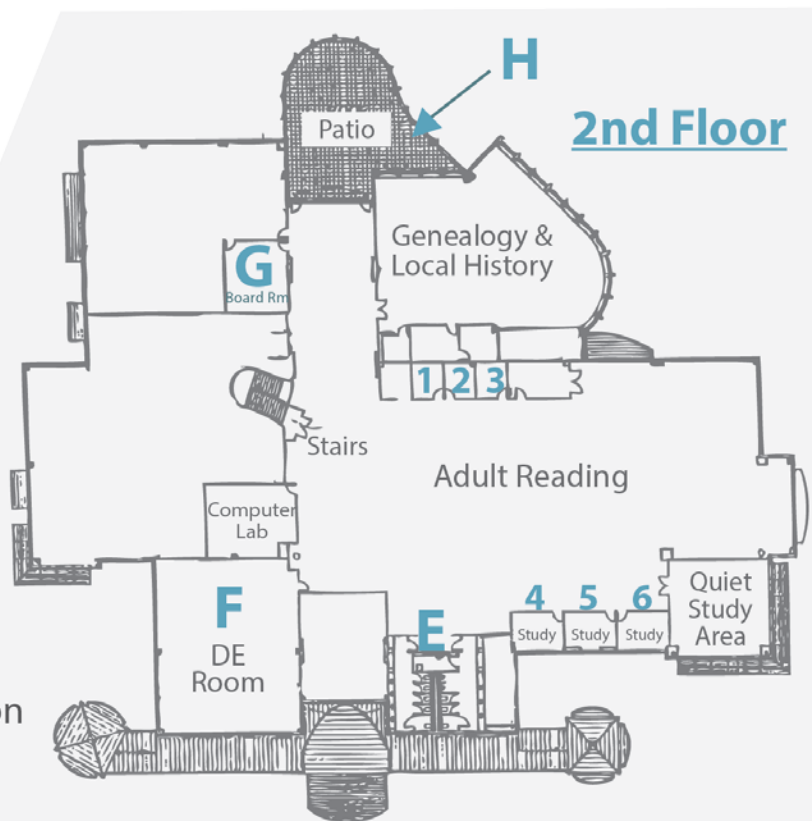 H
Patio
2nd Floor
Genealogy &
Local History
G
Board Rm
1 2 3
Stairs
Adult Reading
Computer
Lab
F
DE
Room
E
4 5 6
Study Study Study
Quiet
Study
Area
on